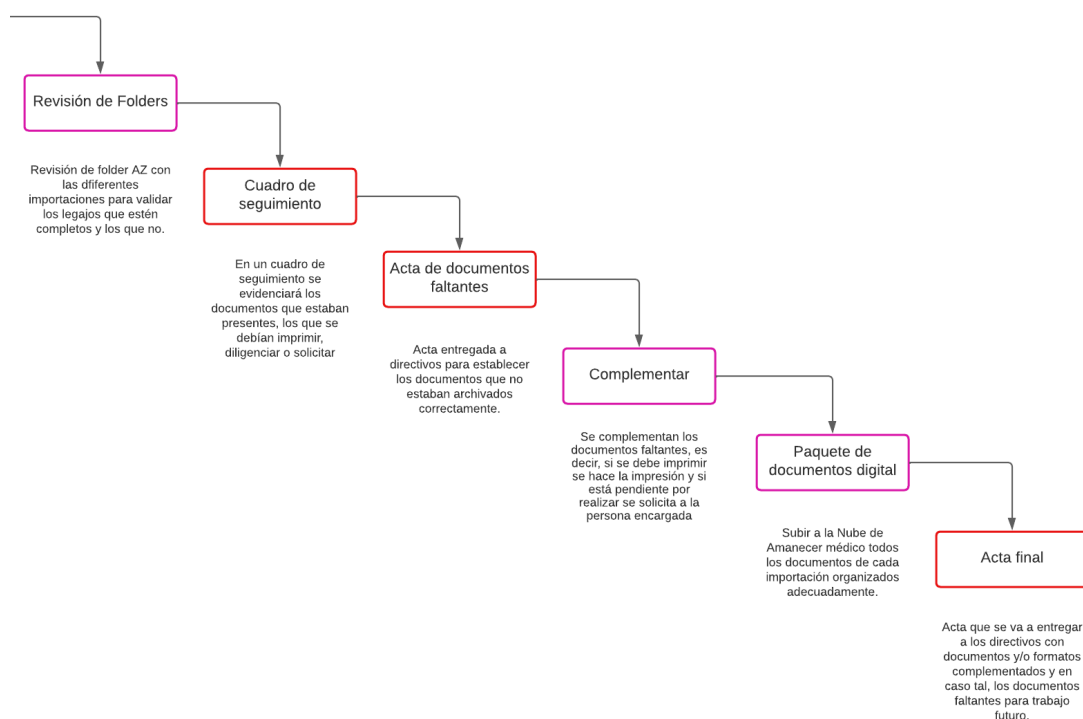 Revisión de Folders
Revisión de folder AZ con
las dfiferentes
importaciones para validar
los legajos que estén
completos y los que no.
Cuadro de
seguimiento
En un cuadro de
seguimiento se
evidenciará los
documentos que estaban
presentes, los que se
debían imprimir,
diligenciar o solicitar
Acta de documentos
faltantes
Acta entregada a
directivos para establecer
los documentos que no
estaban archivados
correctamente.
Complementar
Se complementan los
documentos faltantes, es
decir, si se debe imprimir
se hace la impresión y si
está pendiente por
realizar se solicita a la
persona encargada
Paquete de
documentos digital
Subir a la Nube de
Amanecer médico todos
los documentos de cada
importación organizados
adecuadamente.
Acta final
Acta que se va a entregar
a los directivos con
documentos y/o formatos
complementados y en
caso tal, los documentos
faltantes para trabajo
futuro.